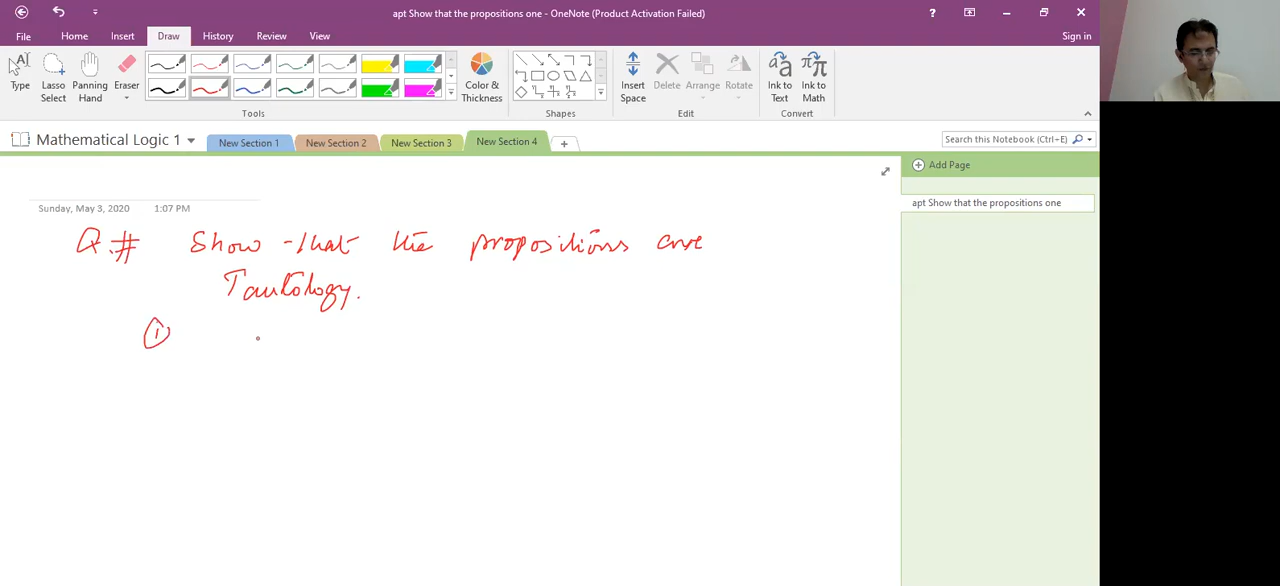 apt Show that the propositions one - OneNote (Product Activation Failed)
File Home Insert Draw History Review View Sign in
Type Lasso Select Panning Hand Eraser Color & Thickness Insert Space Delete Arrange Rotate Ink to Text Ink to Math
Tools Shapes Edit Convert
Mathematical Logic 1 New Section 1 New Section 2 New Section 3 New Section 4 Search this Notebook (Ctrl+E)
Add Page
apt Show that the propositions one
Sunday, May 3, 2020 1:07 PM
Q.# Show that the propositions are
Tautology.
①